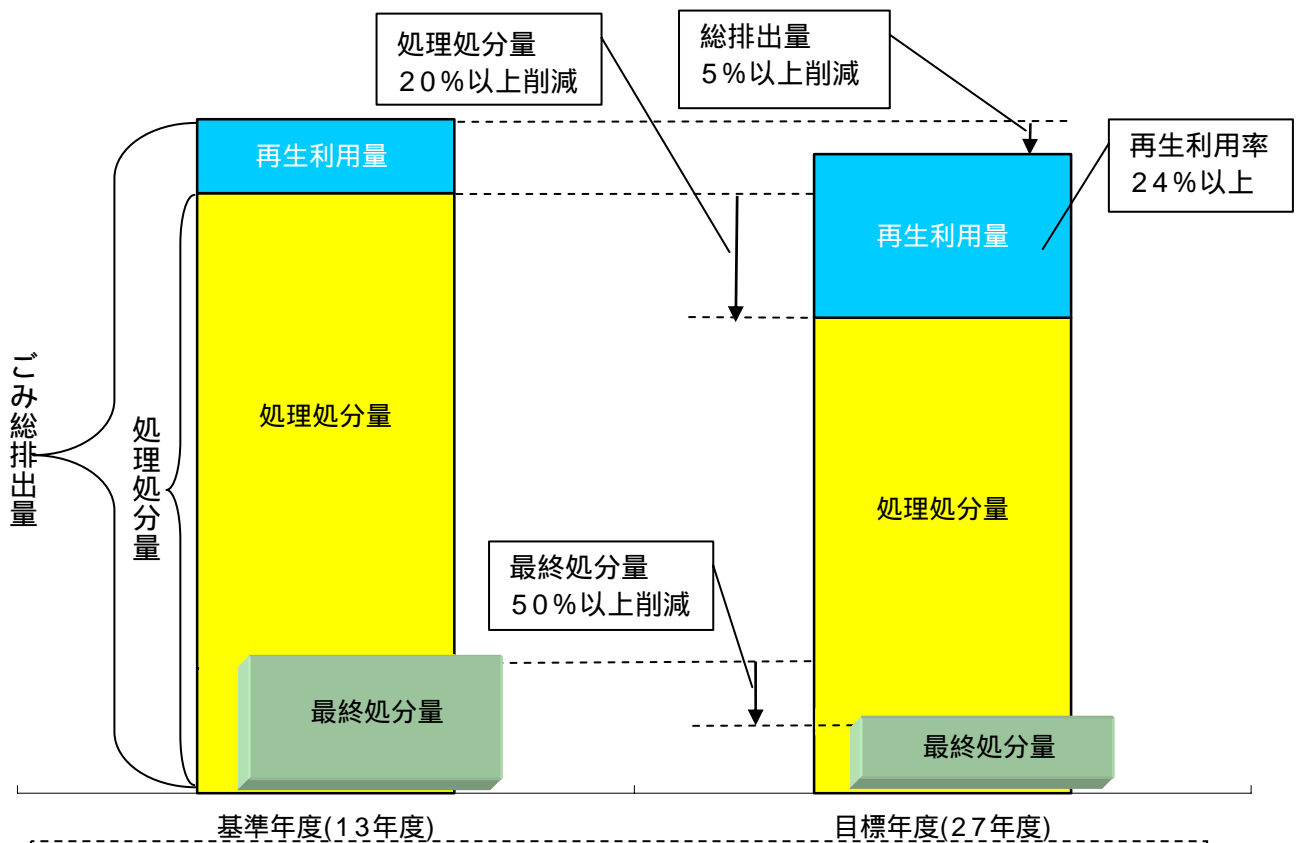 処理処分量
20%以上削減
総排出量
5%以上削減
再生利用率
24%以上
再生利用量
再生利用量
ごみ総排出量
処理処分量
処理処分量
処理処分量
最終処分量
50%以上削減
最終処分量
最終処分量
基準年度(13年度)
目標年度(27年度)